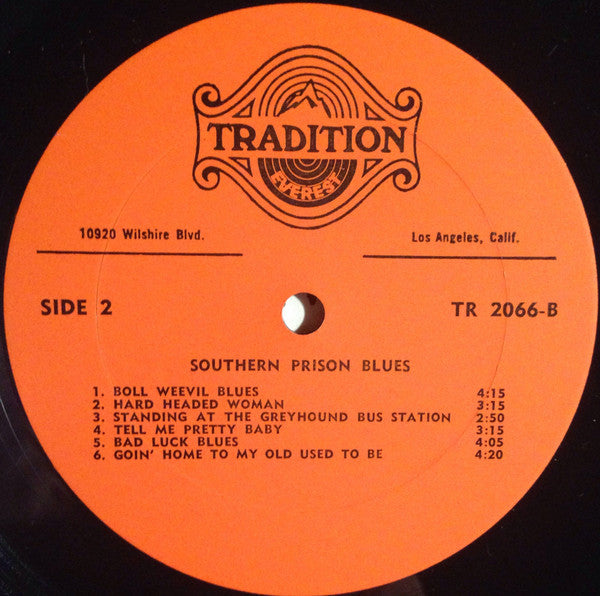 TRADITION
EVEREST
10920 Wilshire Blvd. Los Angeles, Calif.
SIDE 2 TR 2066-B
SOUTHERN PRISON BLUES
1. BOLL WEEVIL BLUES 4:15
2. HARD HEADED WOMAN 3:15
3. STANDING AT THE GREYHOUND BUS STATION 2:50
4. TELL ME PRETTY BABY 3:15
5. BAD LUCK BLUES 4:05
6. GOIN' HOME TO MY OLD USED TO BE 4:20